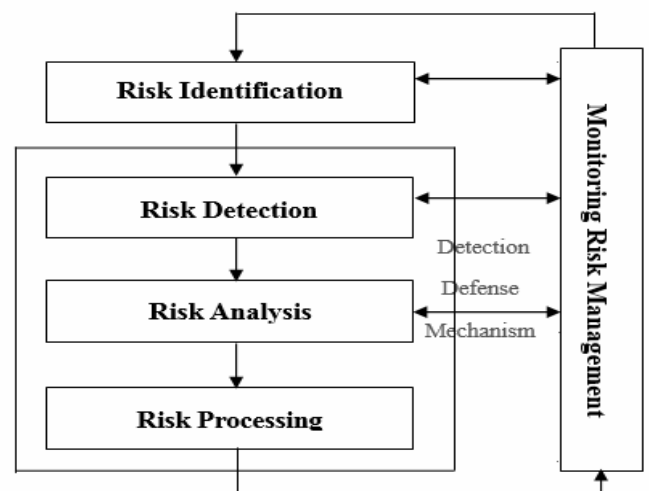 Risk Identification
Risk Detection
Detection
Risk Analysis
Defense
Mechanism
Risk Processing
Monitoring Risk Management